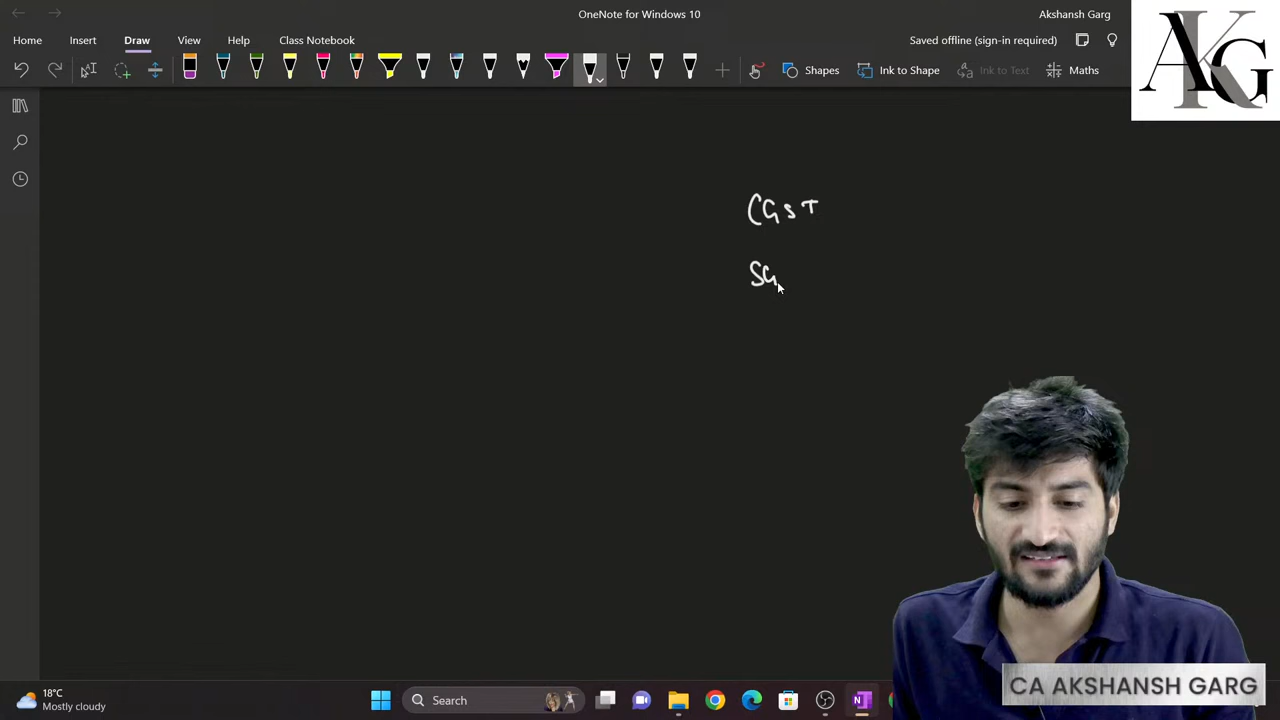 OneNote for Windows 10
Akshansh Garg
Home Insert Draw View Help Class Notebook
Saved offline (sign-in required)
Shapes Ink to Shape Ink to Text Maths
AKG
CGST
SG
18°C
Mostly cloudy
Search
N
CA AKSHANSH GARG